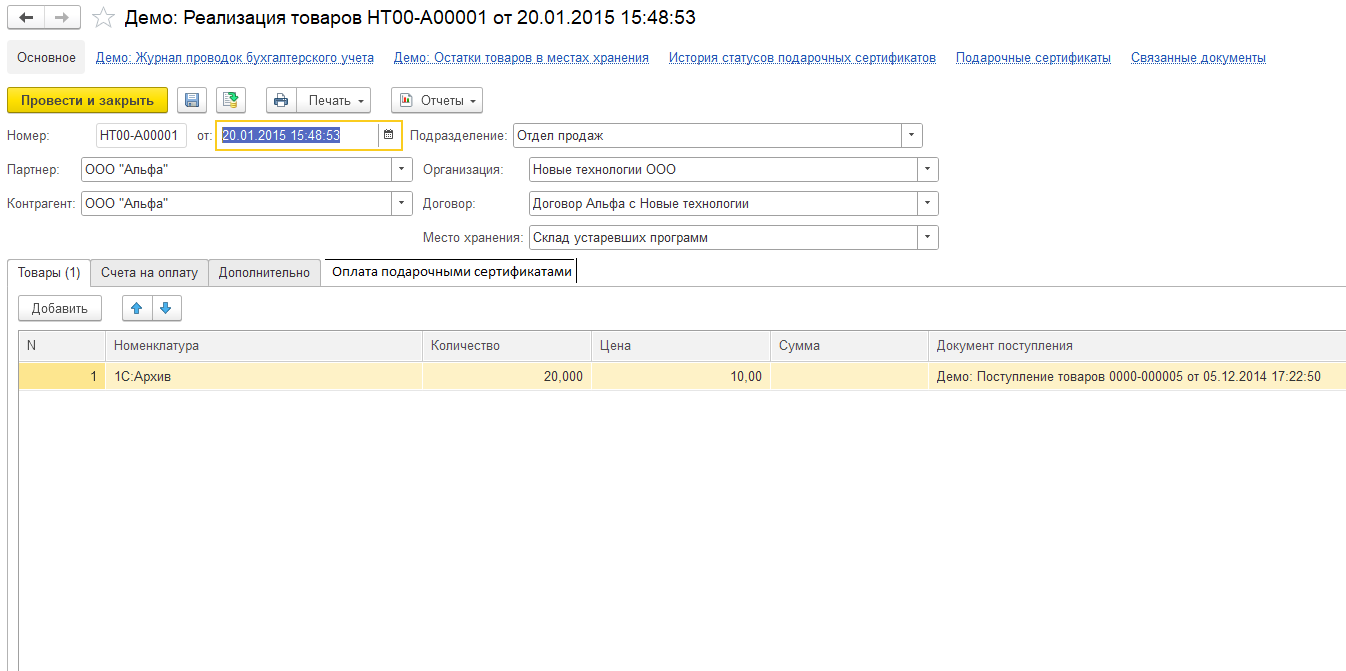 Демо: Реализация товаров НТ00-А00001 от 20.01.2015 15:48:53
Основное Демо: Журнал проводок бухгалтерского учета Демо: Остатки товаров в местах хранения История статусов подарочных сертификатов Подарочные сертификаты Связанные документы
Провести и закрыть Печать Отчеты
Номер: НТ00-А00001 от: 20.01.2015 15:48:53 Подразделение: Отдел продаж
Партнер: ООО "Альфа" Организация: Новые технологии ООО
Контрагент: ООО "Альфа" Договор: Договор Альфа с Новые технологии
Место хранения: Склад устаревших программ
Товары (1) Счета на оплату Дополнительно Оплата подарочными сертификатами
Добавить
N Номенклатура Количество Цена Сумма Документ поступления
1 1С:Архив 20,000 10,00 Демо: Поступление товаров 0000-000005 от 05.12.2014 17:22:50